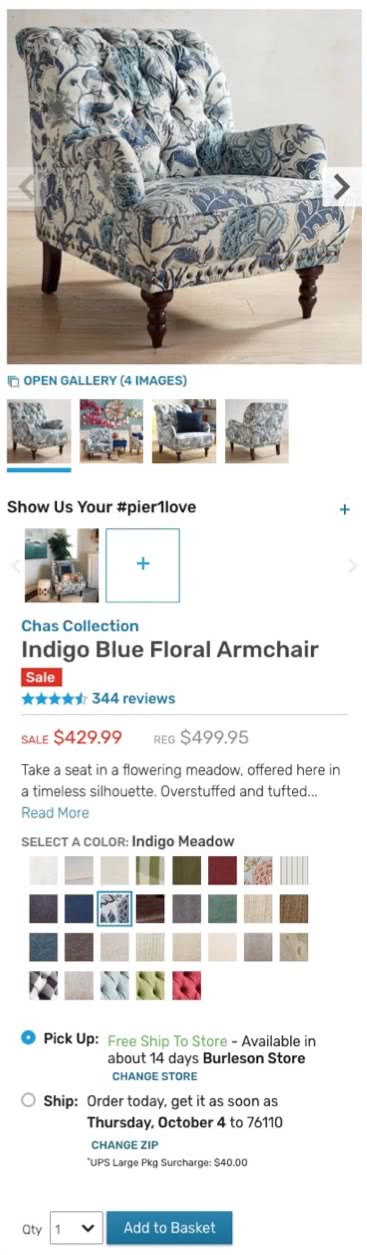 OPEN GALLERY (4 IMAGES)
Show Us Your #pier1love
+
+
Chas Collection
Indigo Blue Floral Armchair
Sale
344 reviews
SALE $429.99 REG $499.95
Take a seat in a flowering meadow, offered here in
a timeless silhouette. Overstuffed and tufted...
Read More
SELECT A COLOR: Indigo Meadow
Pick Up: Free Ship To Store - Available in
about 14 days Burleson Store
CHANGE STORE
Ship: Order today, get it as soon as
Thursday, October 4 to 76110
CHANGE ZIP
*UPS Large Pkg Surcharge: $40.00
Qty 1 Add to Basket